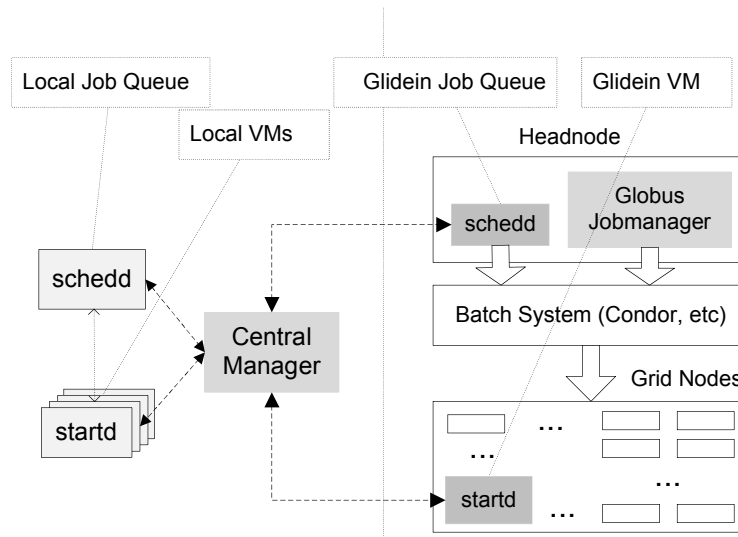 Local Job Queue
Glidein Job Queue
Glidein VM
Local VMs
Headnode
schedd
Globus
Jobmanager
schedd
Batch System (Condor, etc)
Central
Manager
Grid Nodes
startd
...
...
...
startd
...